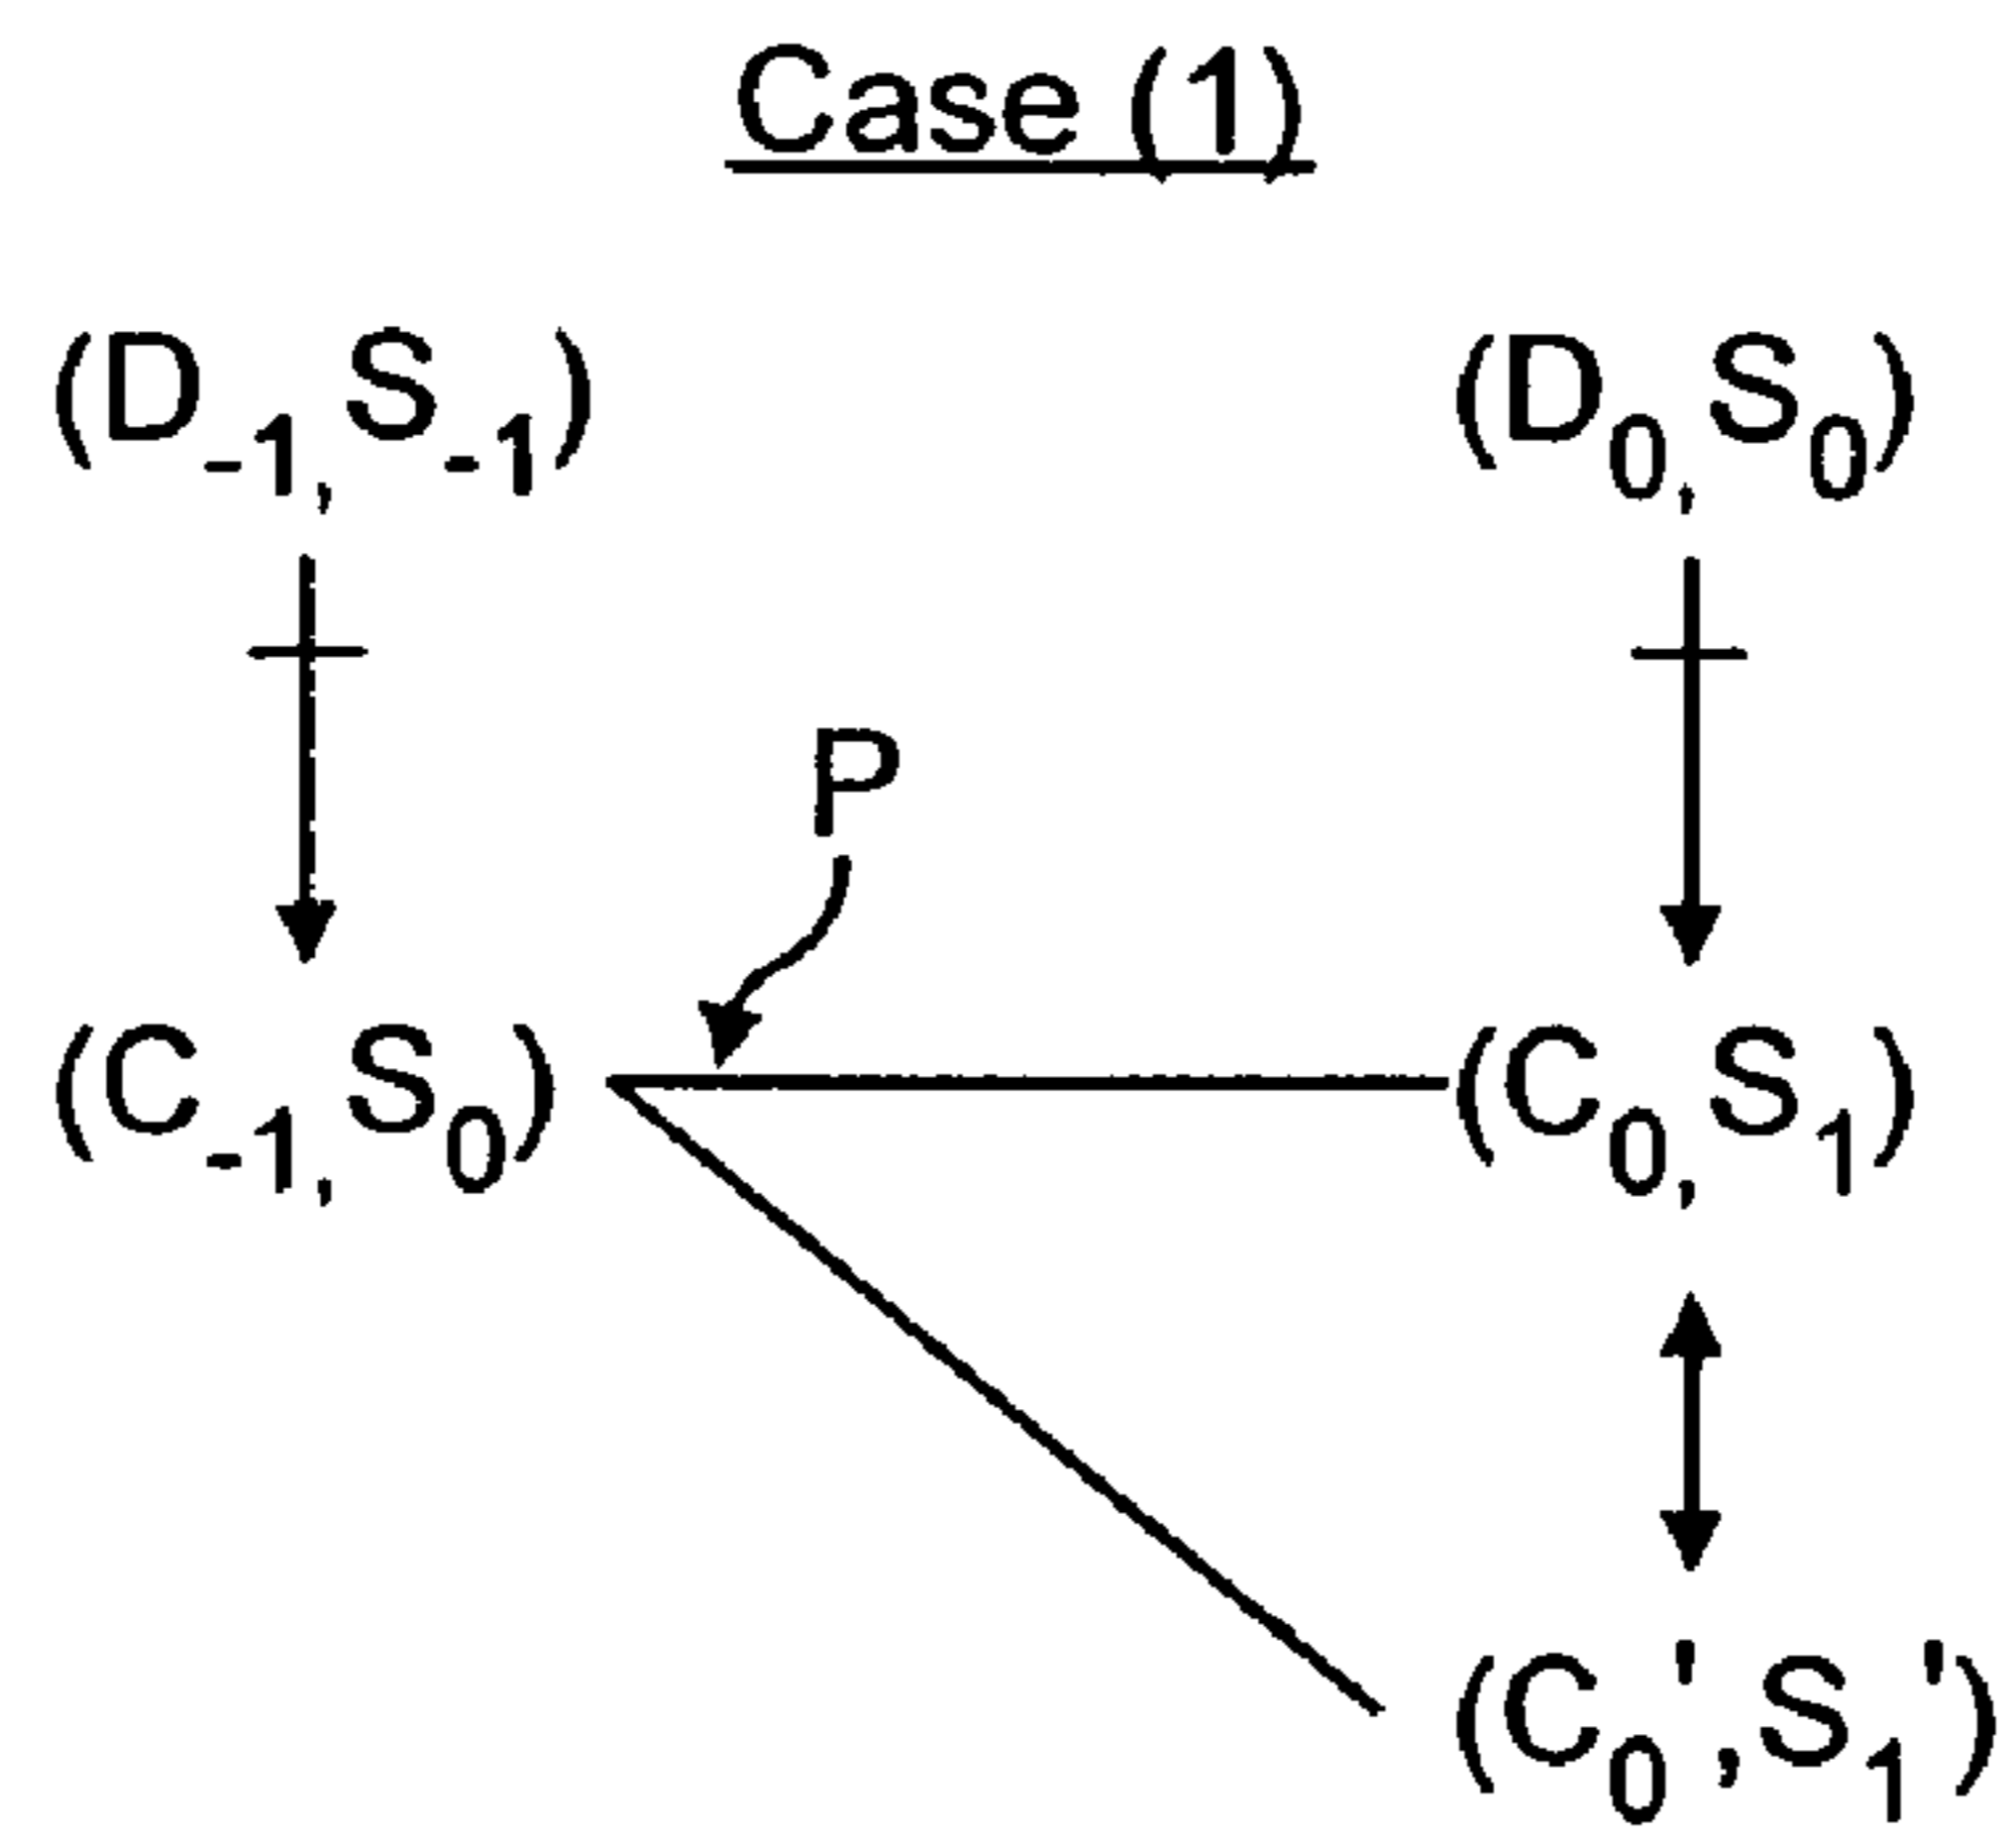 Case (1)
(D-1,S-1) (D0,S0)
P
(C-1,S0) (C0,S1)
(C0',S1')